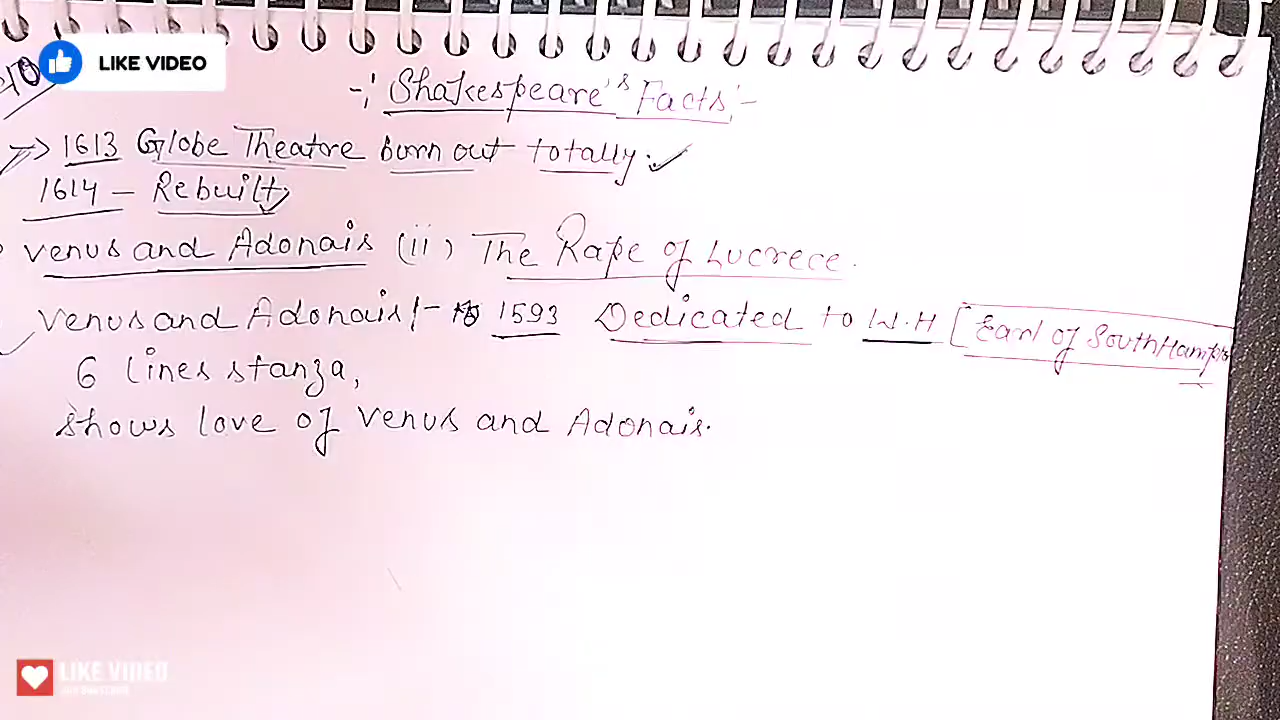 LIKE VIDEO
-: Shakespeare's Facts :-
→ 1613 Globe Theatre burn out totally.
1614 - Rebuilt
Venus and Adonais (ii) The Rape of Lucrece.
Venus and Adonais :- 1593 Dedicated to W.H [Earl of SouthHampto
6 lines stanza,
shows love of Venus and Adonais.
LIKE VIDEO